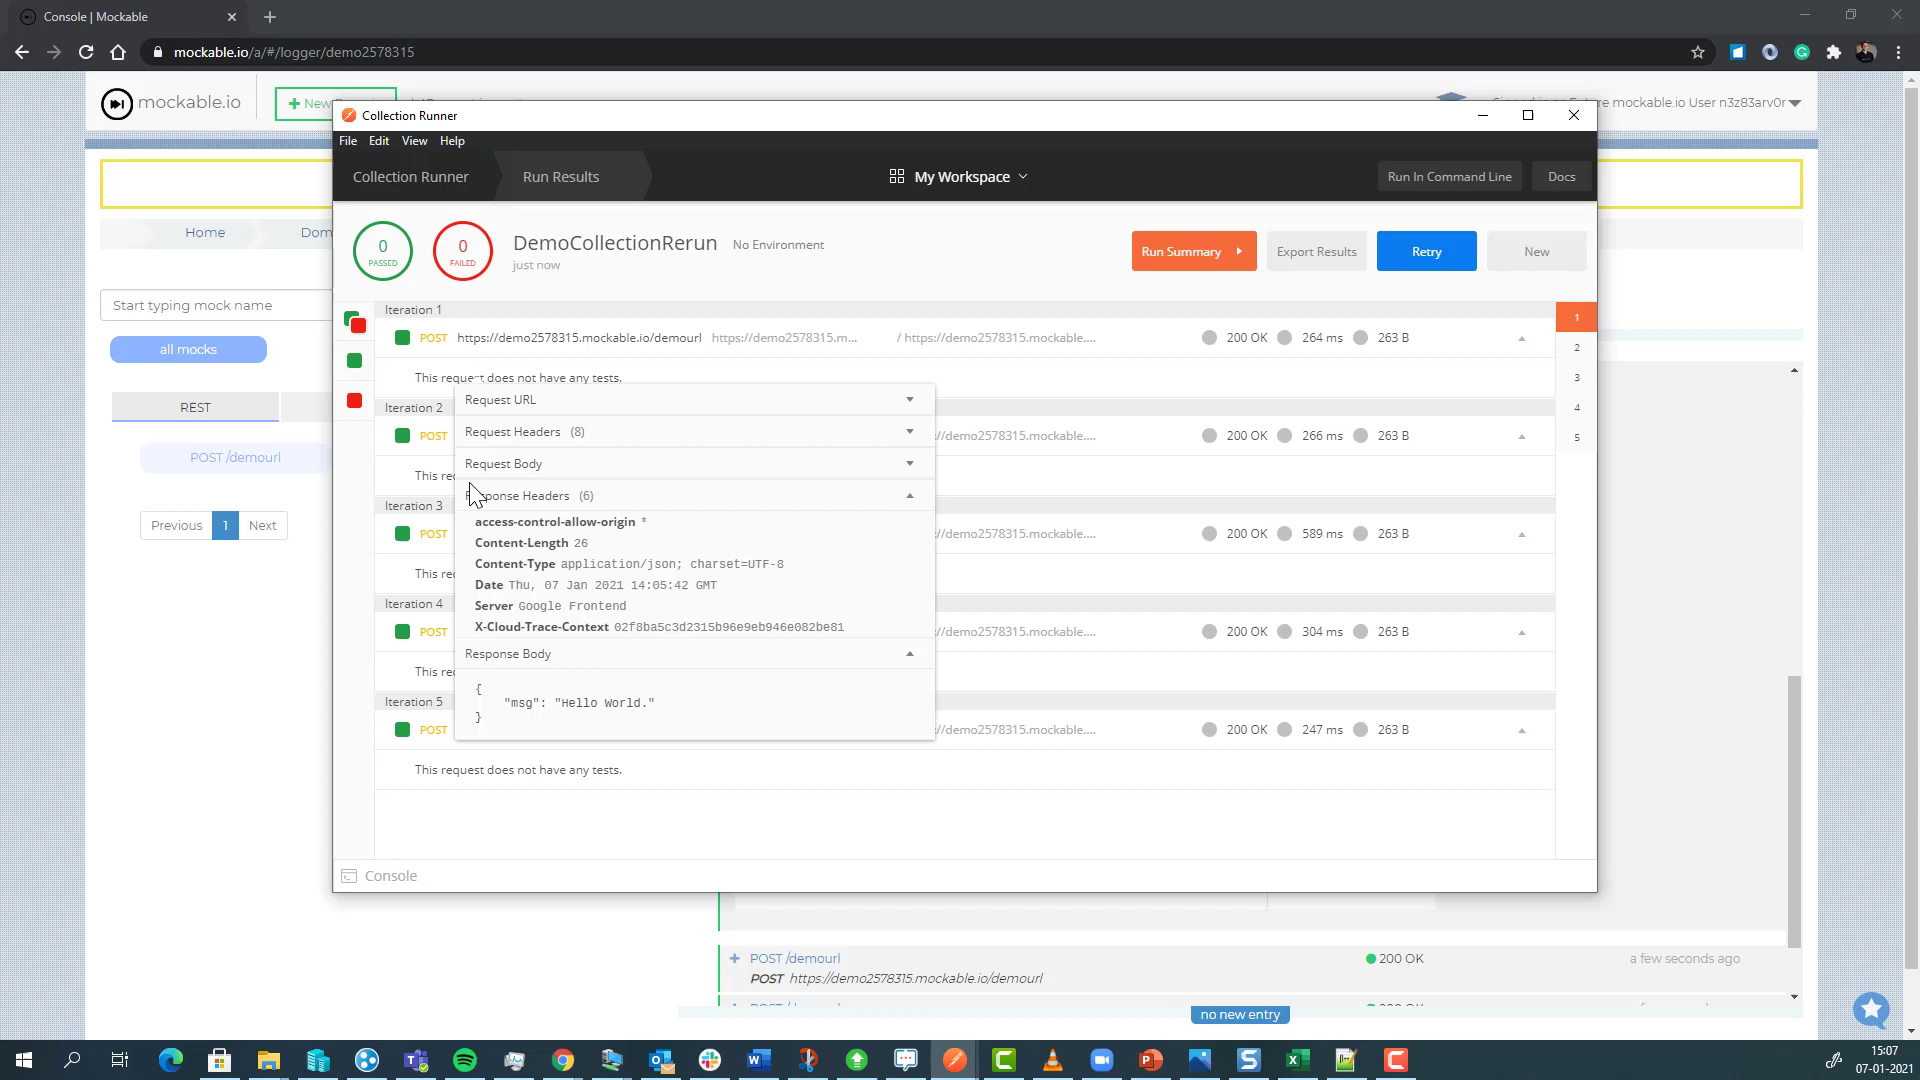 Console | Mockable
mockable.io/a/#/logger/demo2578315
mockable.io
New
mockable.io User n3z83arv0r
Collection Runner
File Edit View Help
Collection Runner
Run Results
My Workspace
Run In Command Line
Docs
Home
Dom
0
PASSED
0
FAILED
DemoCollectionRerun No Environment
just now
Run Summary
Export Results
Retry
New
Start typing mock name
all mocks
REST
POST /demourl
Previous 1 Next
Iteration 1
POST https://demo2578315.mockable.io/demourl https://demo2578315.m... / https://demo2578315.mockable.... 200 OK 264 ms 263 B
This request does not have any tests.
1
2
3
4
5
Iteration 2
POST ://demo2578315.mockable.... 200 OK 266 ms 263 B
This req
Iteration 3
POST ://demo2578315.mockable.... 200 OK 589 ms 263 B
This req
Iteration 4
POST ://demo2578315.mockable.... 200 OK 304 ms 263 B
This req
Iteration 5
POST ://demo2578315.mockable.... 200 OK 247 ms 263 B
This request does not have any tests.
Request URL
Request Headers (8)
Request Body
Response Headers (6)
access-control-allow-origin *
Content-Length 26
Content-Type application/json; charset=UTF-8
Date Thu, 07 Jan 2021 14:05:42 GMT
Server Google Frontend
X-Cloud-Trace-Context 02f8ba5c3d2315b96e9eb946e082be81
Response Body
{
"msg": "Hello World."
}
Console
POST /demourl 200 OK a few seconds ago
POST https://demo2578315.mockable.io/demourl
no new entry
15:07
07-01-2021